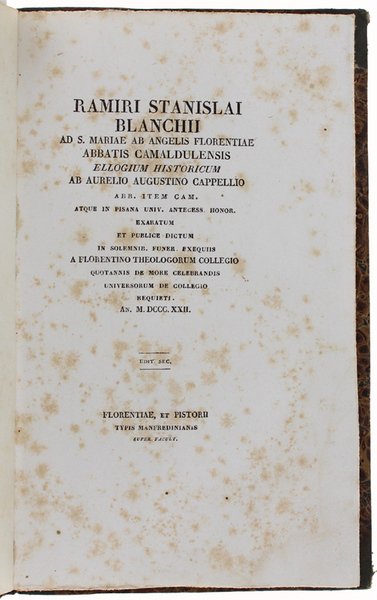 RAMIRI STANISLAI
BLANCHII
AD S. MARIAE AB ANGELIS FLORENTIAE
ABBATIS CAMALDULENSIS
ELLOGIUM HISTORICUM
AB AURELIO AUGUSTINO CAPPELLIO
ABB. ITEM CAM.
ATQUE IN PISANA UNIV. ANTECESS. HONOR.
EXARATUM
ET PUBLICE DICTUM
IN SOLEMNIB. FUNER. EXEQUIIS
A FLORENTINO THEOLOGORUM COLLEGIO
QUOTANNIS DE MORE CELEBRANDIS
UNIVERSORUM DE COLLEGIO
REQUIETI.
AN. M. DCCC. XXII.
EDIT. SEC.
FLORENTIAE, ET PISTORII
TYPIS MANFREDINIANIS
SUPER. FACULT.